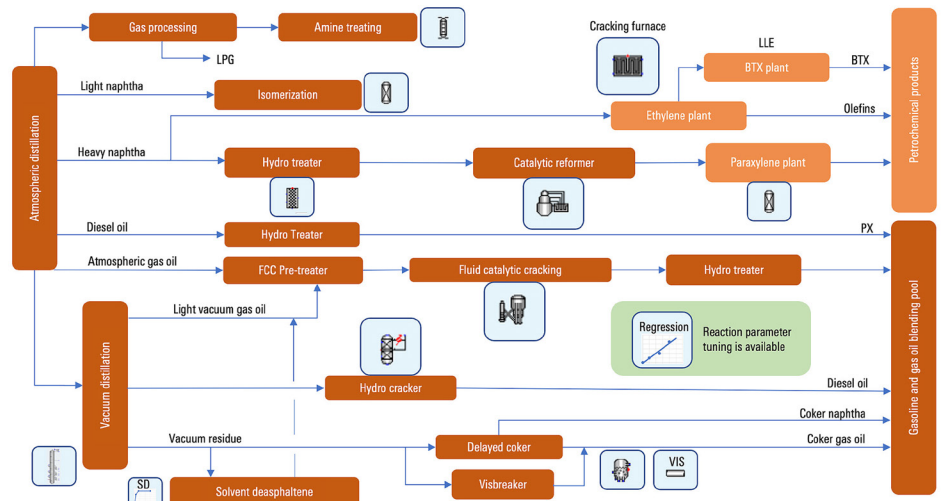 Gas processing
Amine treating
LPG
Cracking furnace
LLE
BTX plant
BTX
Light naphtha
Isomerization
Ethylene plant
Olefins
Petrochemical products
Atmospheric distillation
Heavy naphtha
Hydro treater
Catalytic reformer
Paraxylene plant
Diesel oil
Hydro Treater
PX
Atmospheric gas oil
FCC Pre-treater
Fluid catalytic cracking
Hydro treater
Light vacuum gas oil
Regression
Reaction parameter
tuning is available
Gasoline and gas oil blending pool
Vacuum distillation
Hydro cracker
Diesel oil
Coker naphtha
Vacuum residue
Delayed coker
Coker gas oil
Visbreaker
VIS
SD
Solvent deasphaltene